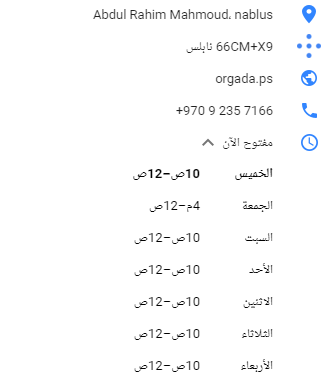 Abdul Rahim Mahmoud. nablus
66CM+X9 نابلس
orgada.ps
+970 9 235 7166
مفتوح الآن
الخميس 10ص–12ص
الجمعة 4م–12ص
السبت 10ص–12ص
الأحد 10ص–12ص
الاثنين 10ص–12ص
الثلاثاء 10ص–12ص
الأربعاء 10ص–12ص